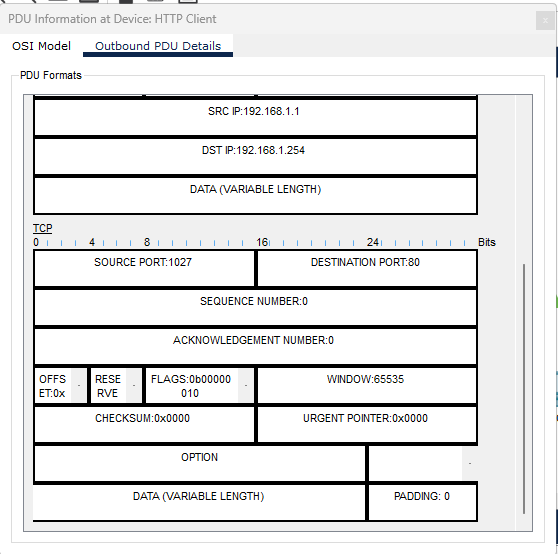 PDU Information at Device: HTTP Client
x
OSI Model Outbound PDU Details
PDU Formats
SRC IP:192.168.1.1
DST IP:192.168.1.254
DATA (VARIABLE LENGTH)
TCP
0 4 8 16 24 Bits
SOURCE PORT:1027 DESTINATION PORT:80
SEQUENCE NUMBER:0
ACKNOWLEDGEMENT NUMBER:0
OFFS RESE FLAGS:0b00000 WINDOW:65535
ET:0x RVE 010
CHECKSUM:0x0000 URGENT POINTER:0x0000
OPTION
DATA (VARIABLE LENGTH) PADDING: 0